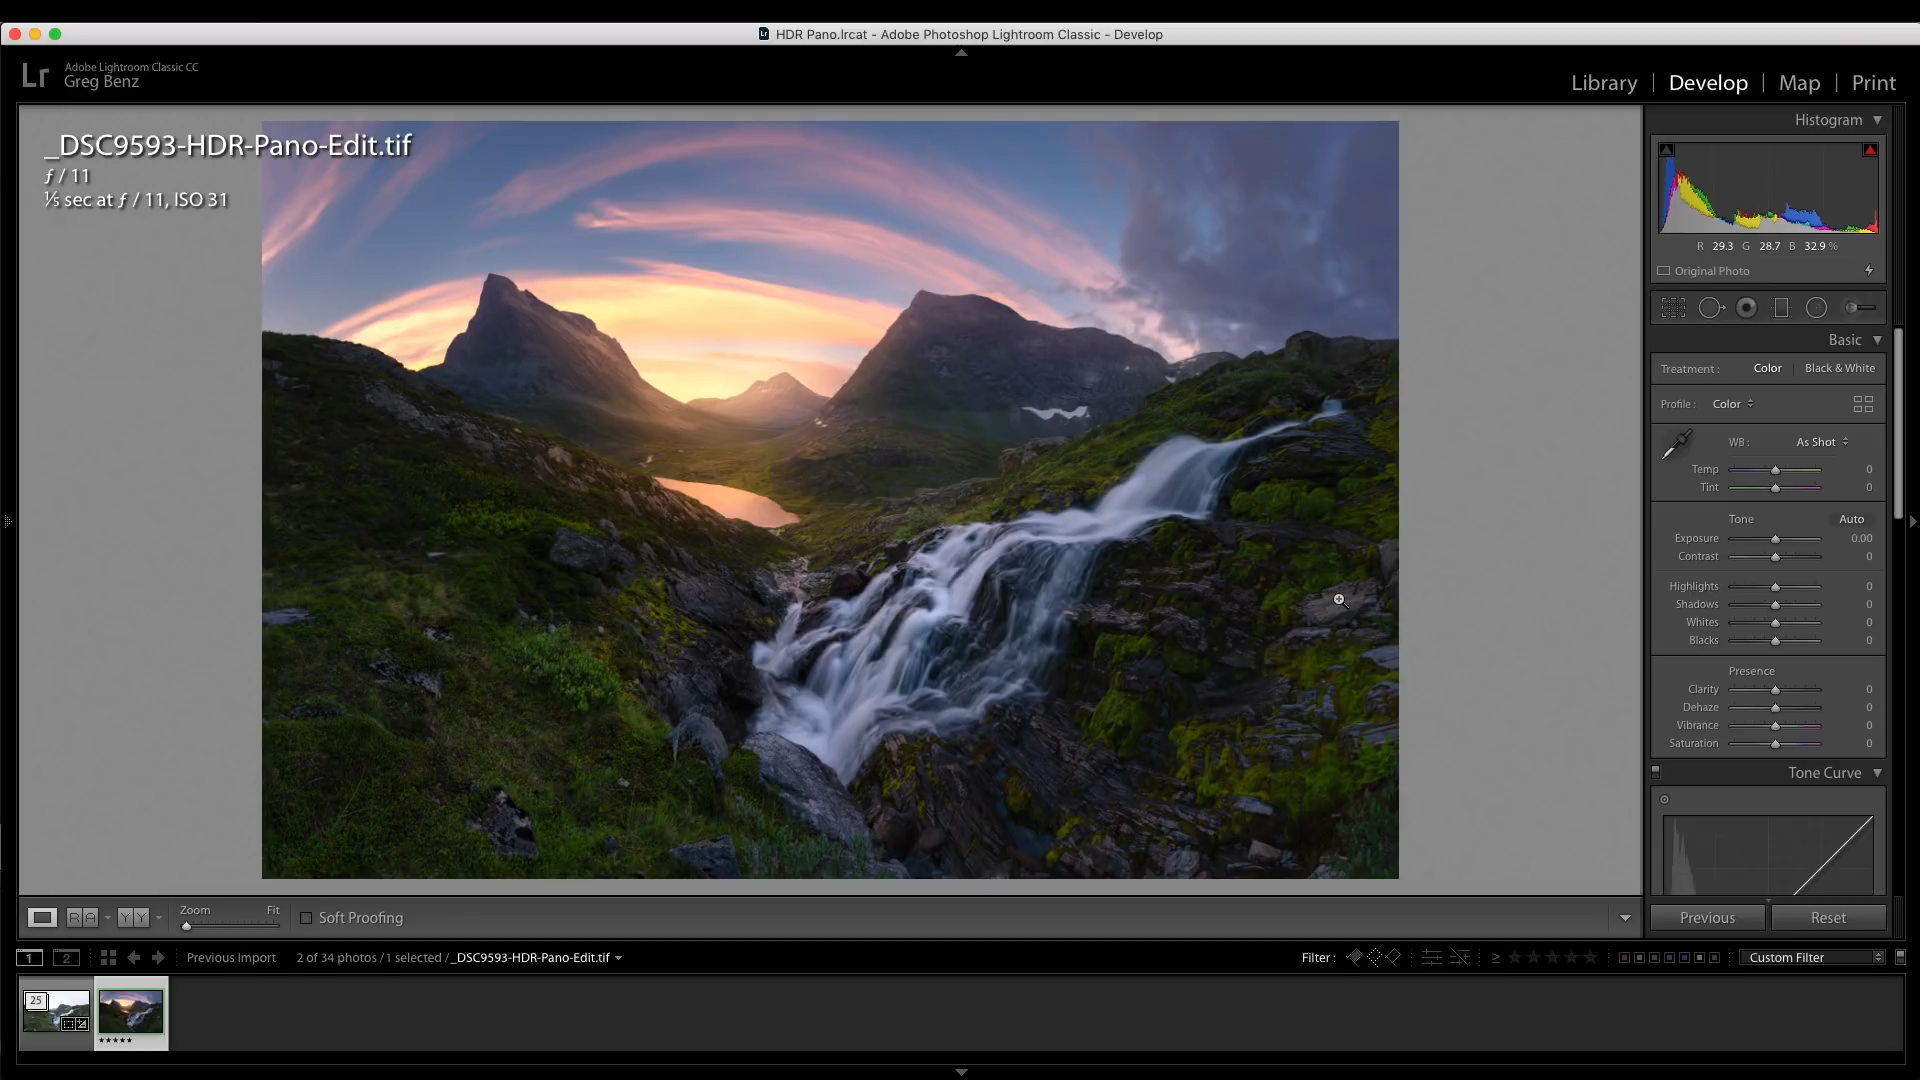 HDR Pano.lrcat - Adobe Photoshop Lightroom Classic - Develop
Lr
Adobe Lightroom Classic CC
Greg Benz
Library | Develop | Map | Print
_DSC9593-HDR-Pano-Edit.tif
ƒ / 11
⅕ sec at ƒ / 11, ISO 31
Histogram
R 29.3 G 28.7 B 32.9 %
Original Photo
Basic
Treatment : Color | Black & White
Profile : Color
WB : As Shot
Temp 0
Tint 0
Tone Auto
Exposure 0.00
Contrast 0
Highlights 0
Shadows 0
Whites 0
Blacks 0
Presence
Clarity 0
Dehaze 0
Vibrance 0
Saturation 0
Tone Curve
R A Y Y Zoom Fit Soft Proofing
Previous Reset
1 2 Previous Import 2 of 34 photos / 1 selected / _DSC9593-HDR-Pano-Edit.tif Filter : ≥ Custom Filter
25